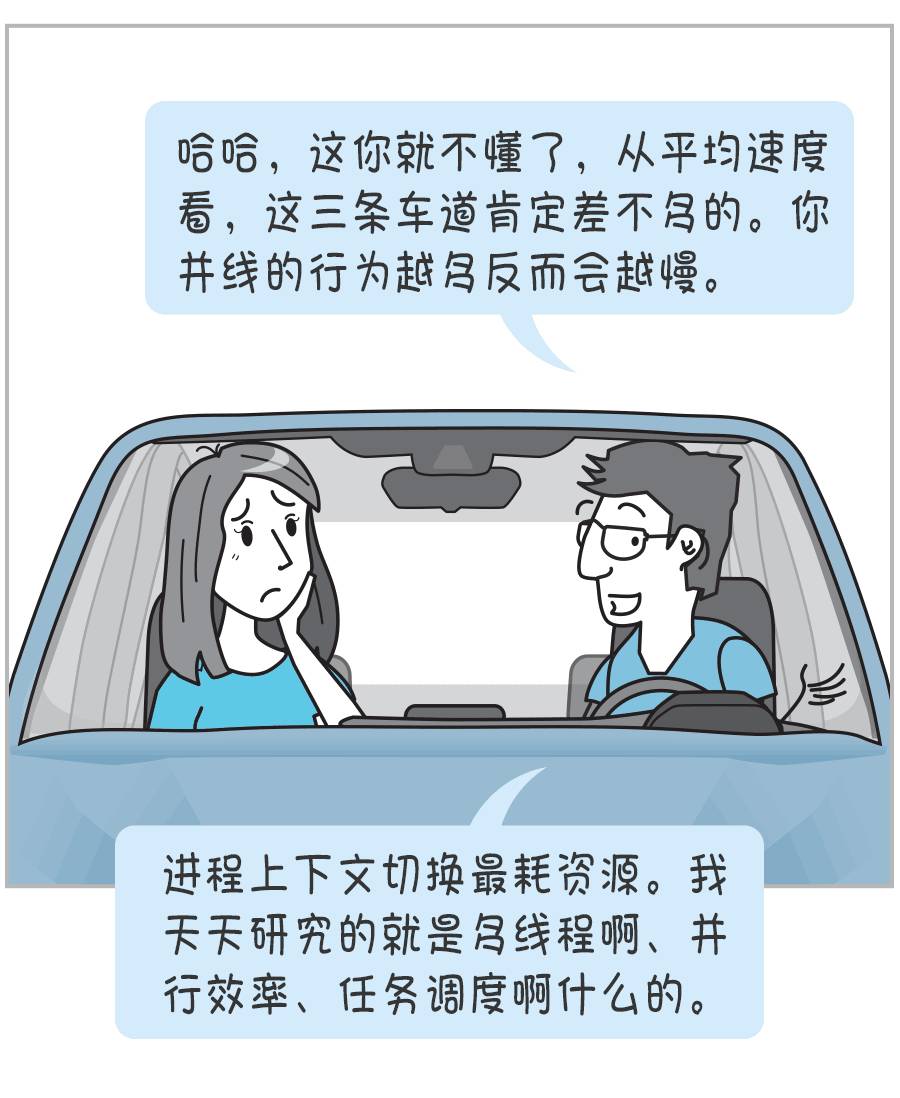 哈哈，这你就不懂了，从平均速度
看，这三条车道肯定差不多的。你
并线的行为越多反而会越慢。
进程上下文切换最耗资源。我
天天研究的就是多线程啊、并
行效率、任务调度啊什么的。